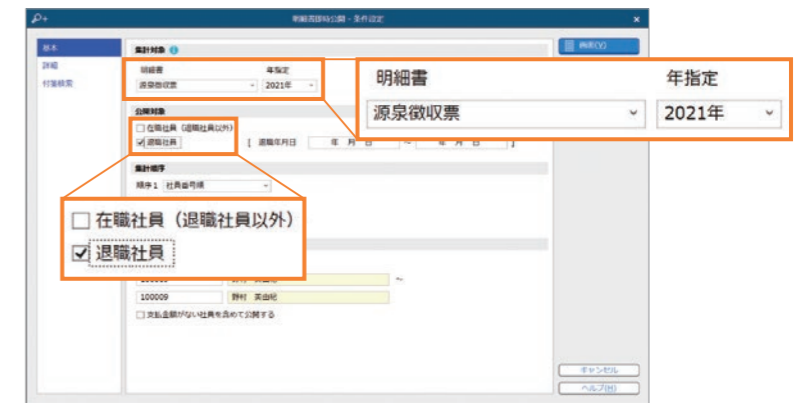 明細書即時公開 - 条件設定
基本
詳細
付箋検索
集計対象
明細書 年指定
源泉徴収票 2021年
公開対象
在職社員（退職社員以外）
退職社員 [ 退職年月日 年 月 日 ～ 年 月 日 ]
集計順序
順序1 社員番号順
明細書 年指定
源泉徴収票 2021年
在職社員（退職社員以外）
退職社員
～
100009 野村 美由紀
支払金額がない社員を含めて公開する
画面(V)
キャンセル
ヘルプ(H)